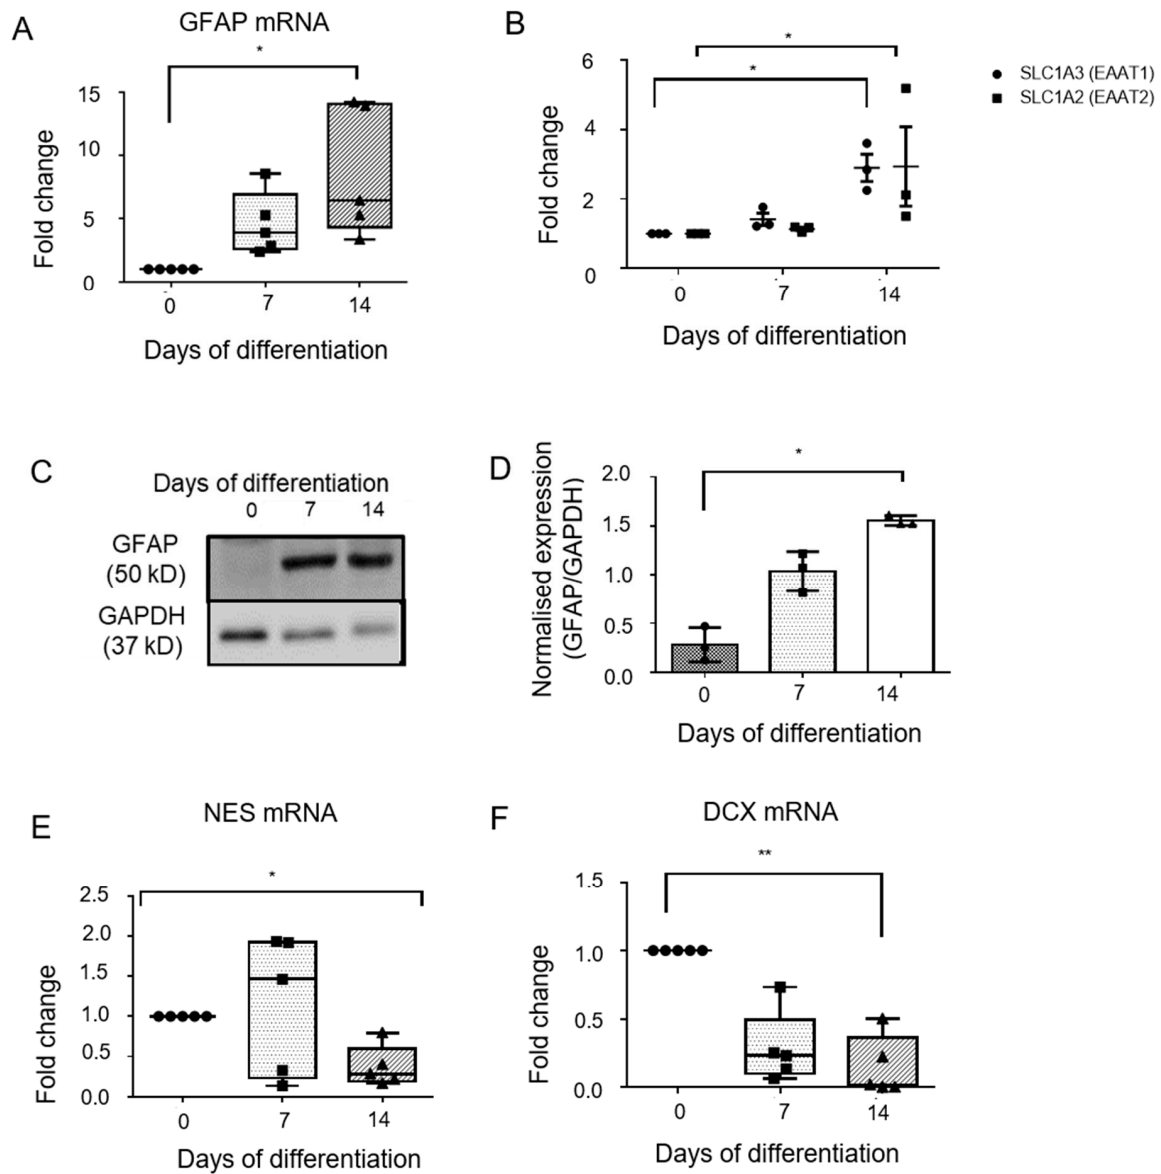 A
GFAP mRNA
*
Fold change
15
10
5
0
0 7 14
Days of differentiation
B
*
*
SLC1A3 (EAAT1)
SLC1A2 (EAAT2)
Fold change
6
4
2
0
0 7 14
Days of differentiation
C
Days of differentiation
0 7 14
GFAP
(50 kD)
GAPDH
(37 kD)
D
*
Normalised expression
(GFAP/GAPDH)
2.0
1.5
1.0
0.5
0.0
0 7 14
Days of differentiation
E
NES mRNA
*
Fold change
2.5
2.0
1.5
1.0
0.5
0.0
0 7 14
Days of differentiation
F
DCX mRNA
**
Fold change
1.5
1.0
0.5
0.0
0 7 14
Days of differentiation